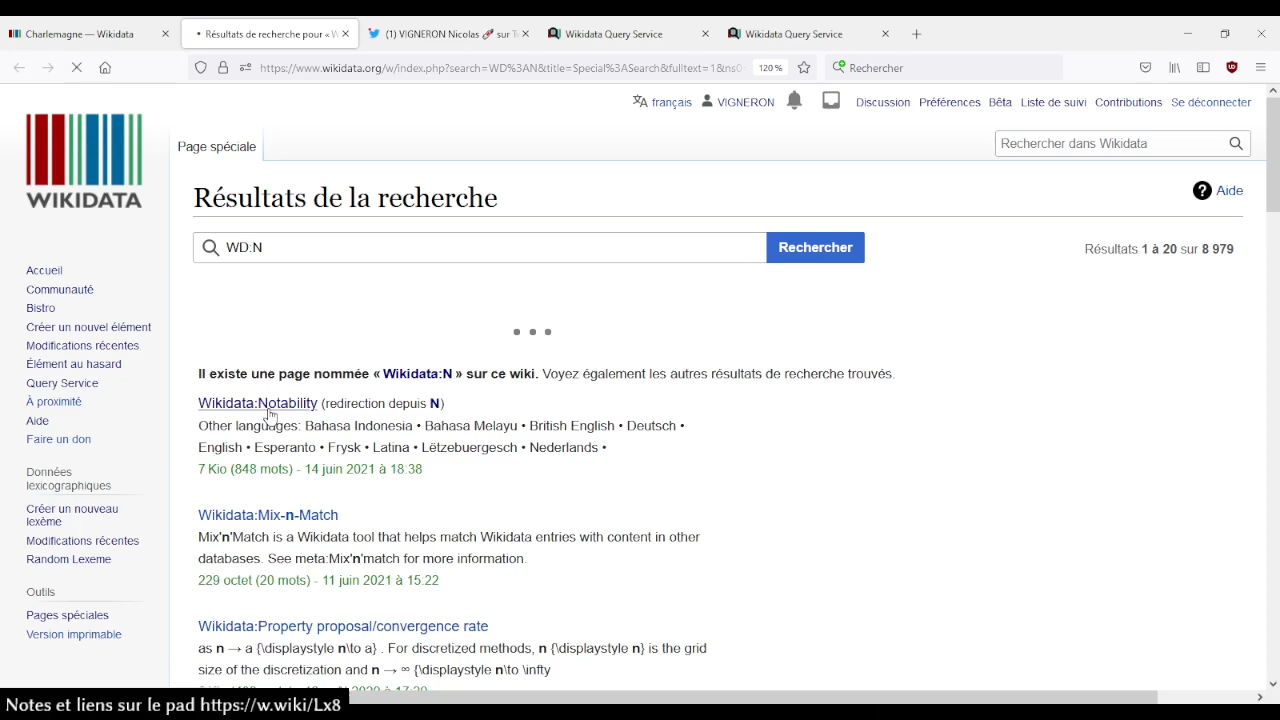 Charlemagne — Wikidata
Résultats de recherche pour « W
(1) VIGNERON Nicolas 🚀 sur T
Wikidata Query Service
Wikidata Query Service
https://www.wikidata.org/w/index.php?search=WD%3AN&title=Special%3ASearch&fulltext=1&ns0
120 %
Rechercher
français
VIGNERON
Discussion
Préférences
Bêta
Liste de suivi
Contributions
Se déconnecter
WIKIDATA
Page spéciale
Rechercher dans Wikidata
Résultats de la recherche
Aide
WD:N
Rechercher
Résultats 1 à 20 sur 8 979
Accueil
Communauté
Bistro
Créer un nouvel élément
Modifications récentes
Élément au hasard
Query Service
À proximité
Aide
Faire un don
Données
lexicographiques
Créer un nouveau
lexème
Modifications récentes
Random Lexeme
Outils
Pages spéciales
Version imprimable
Il existe une page nommée « Wikidata:N » sur ce wiki. Voyez également les autres résultats de recherche trouvés.
Wikidata:Notability (redirection depuis N)
Other languages: Bahasa Indonesia • Bahasa Melayu • British English • Deutsch •
English • Esperanto • Frysk • Latina • Lëtzebuergesch • Nederlands •
7 Kio (848 mots) - 14 juin 2021 à 18:38
Wikidata:Mix-n-Match
Mix'n'Match is a Wikidata tool that helps match Wikidata entries with content in other
databases. See meta:Mix'n'match for more information.
229 octet (20 mots) - 11 juin 2021 à 15:22
Wikidata:Property proposal/convergence rate
as n → a {\displaystyle n\to a} . For discretized methods, n {\displaystyle n} is the grid
size of the discretization and n → ∞ {\displaystyle n\to \infty
Notes et liens sur le pad https://w.wiki/Lx8